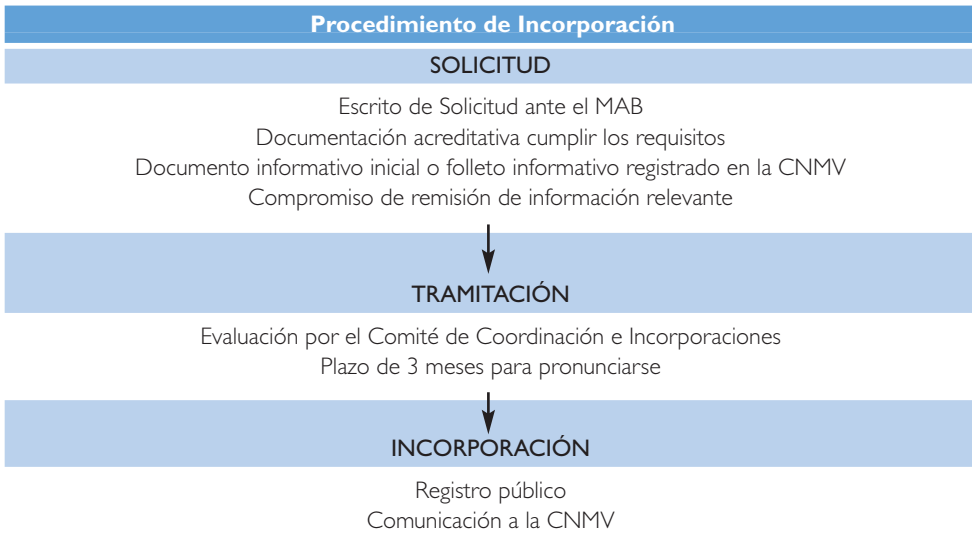 Procedimiento de Incorporación
SOLICITUD
Escrito de Solicitud ante el MAB
Documentación acreditativa cumplir los requisitos
Documento informativo inicial o folleto informativo registrado en la CNMV
Compromiso de remisión de información relevante
TRAMITACIÓN
Evaluación por el Comité de Coordinación e Incorporaciones
Plazo de 3 meses para pronunciarse
INCORPORACIÓN
Registro público
Comunicación a la CNMV